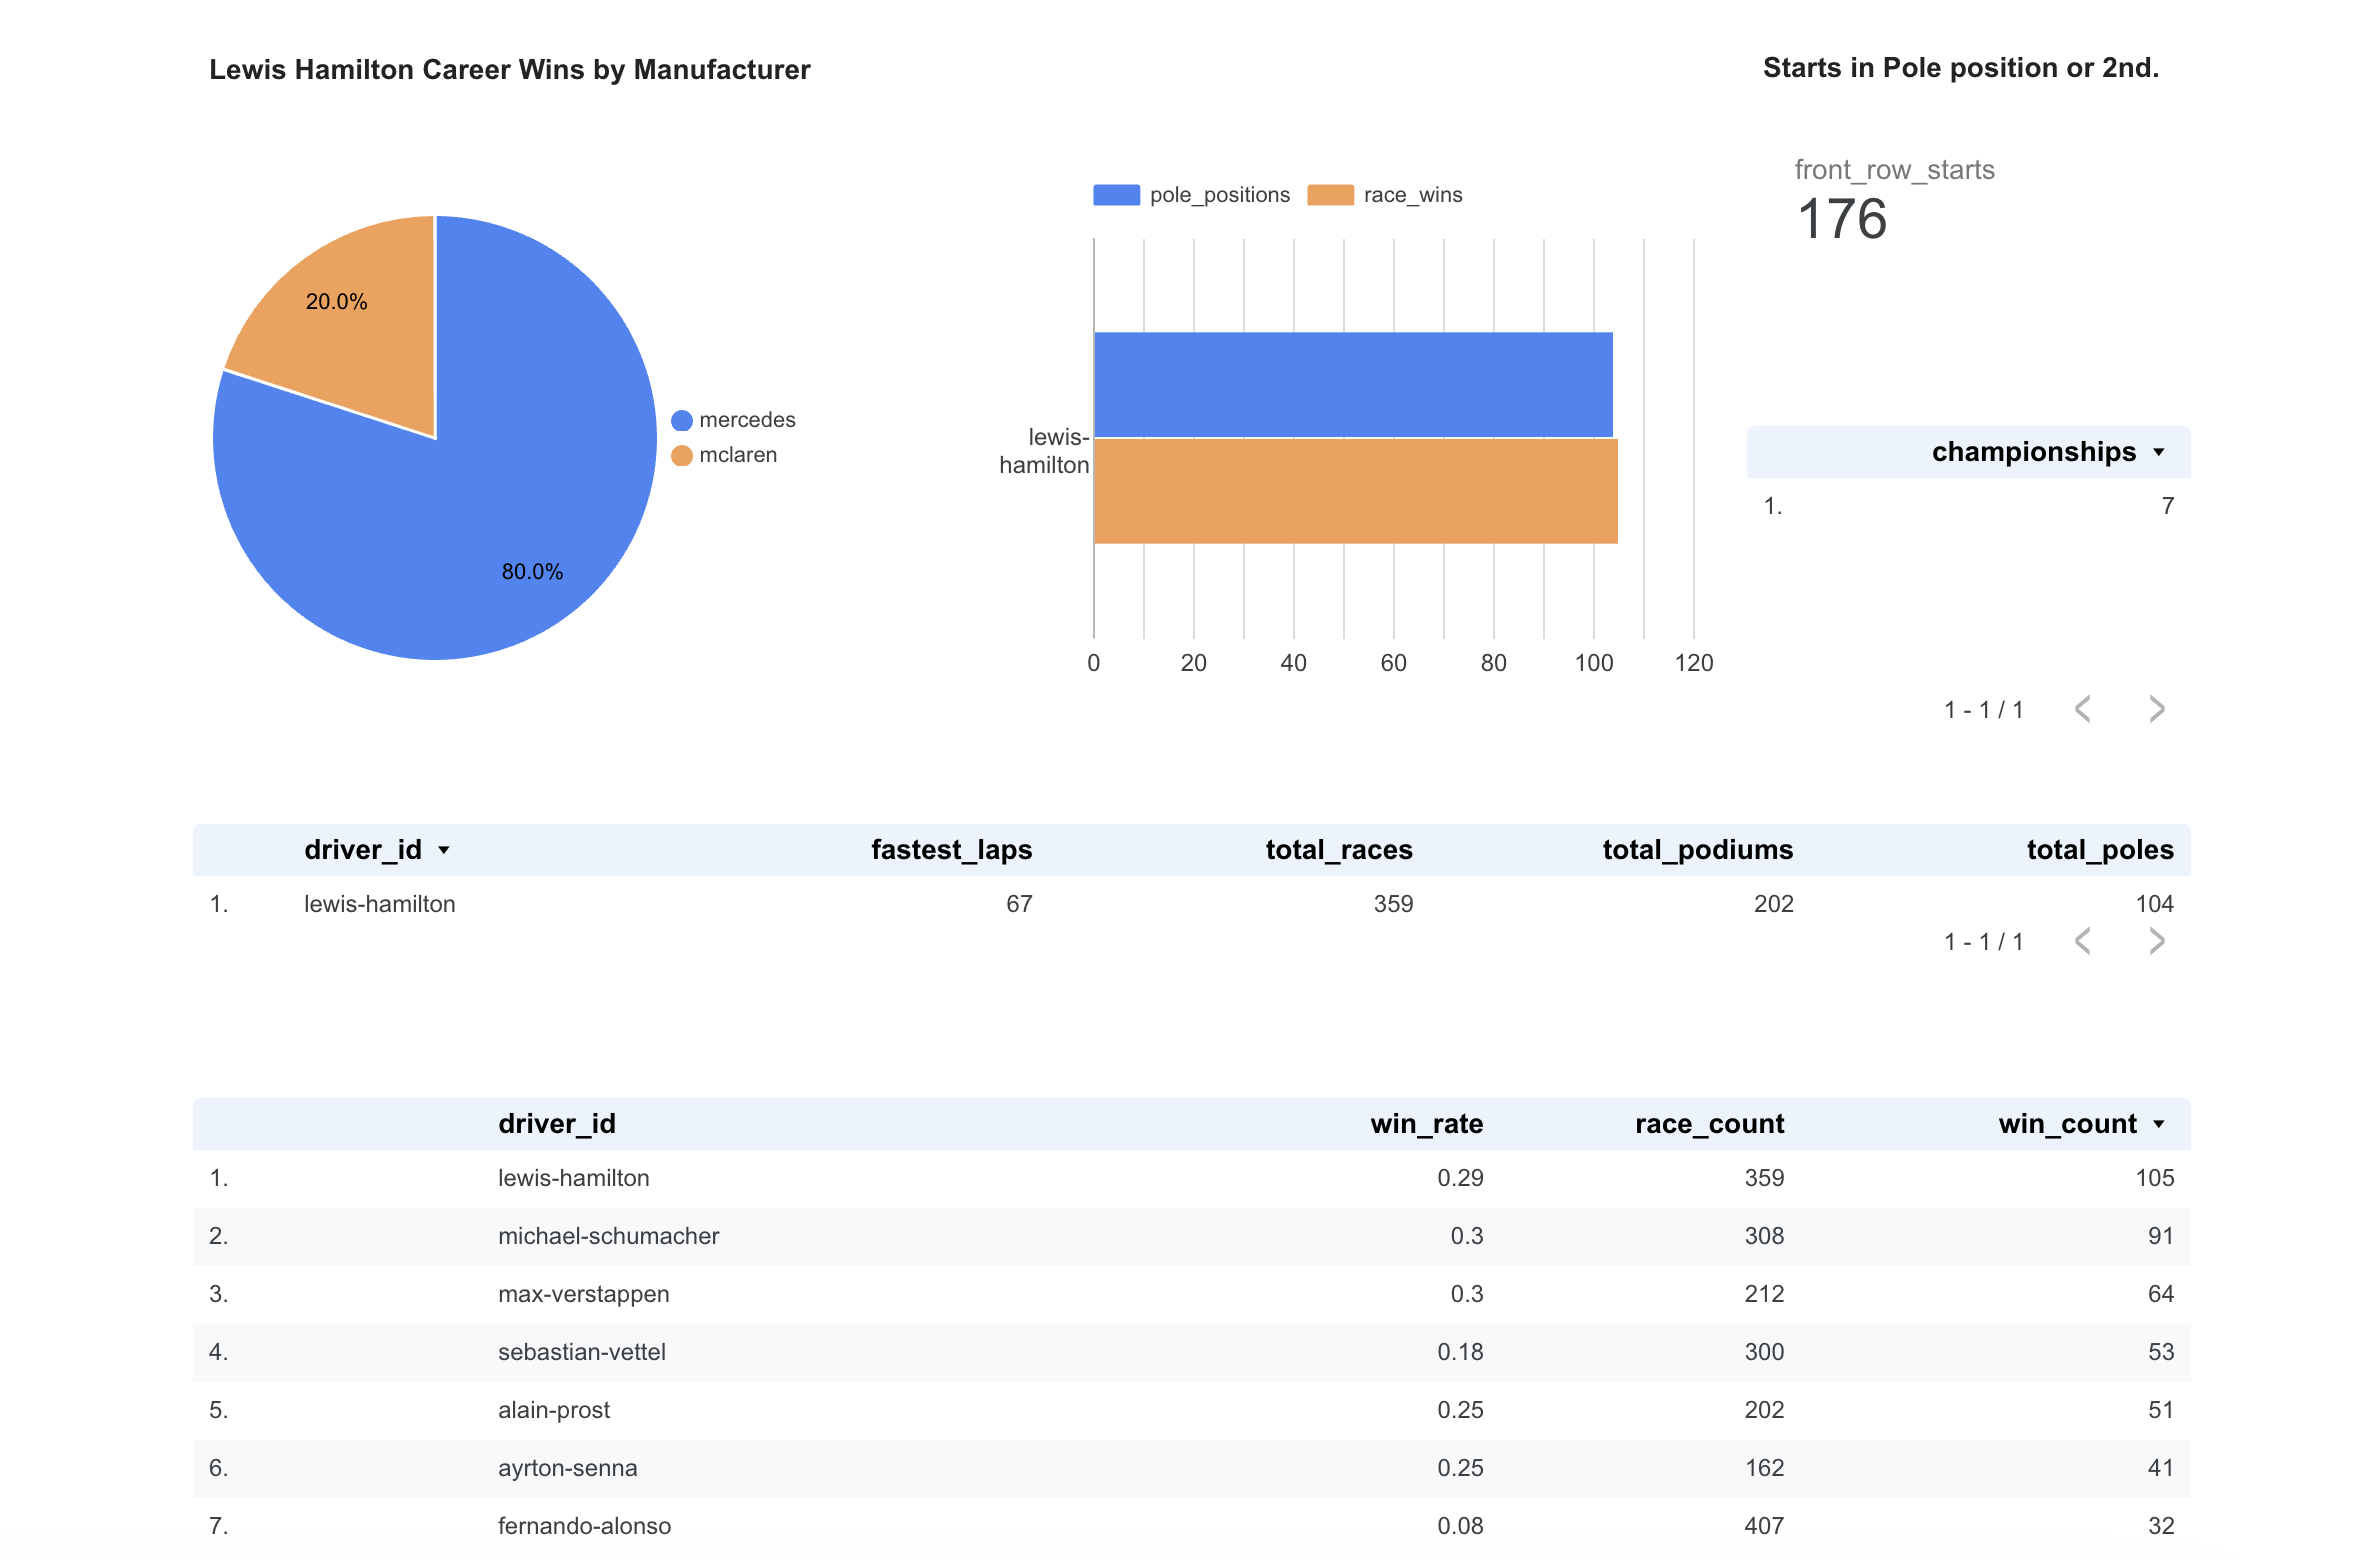 Lewis Hamilton Career Wins by Manufacturer
20.0%
80.0%
mercedes
mclaren
pole_positions race_wins
lewis-
hamilton
0 20 40 60 80 100 120
Starts in Pole position or 2nd.
front_row_starts
176
championships
1. 7
1 - 1 / 1
driver_id fastest_laps total_races total_podiums total_poles
1. lewis-hamilton 67 359 202 104
1 - 1 / 1
driver_id win_rate race_count win_count
1. lewis-hamilton 0.29 359 105
2. michael-schumacher 0.3 308 91
3. max-verstappen 0.3 212 64
4. sebastian-vettel 0.18 300 53
5. alain-prost 0.25 202 51
6. ayrton-senna 0.25 162 41
7. fernando-alonso 0.08 407 32